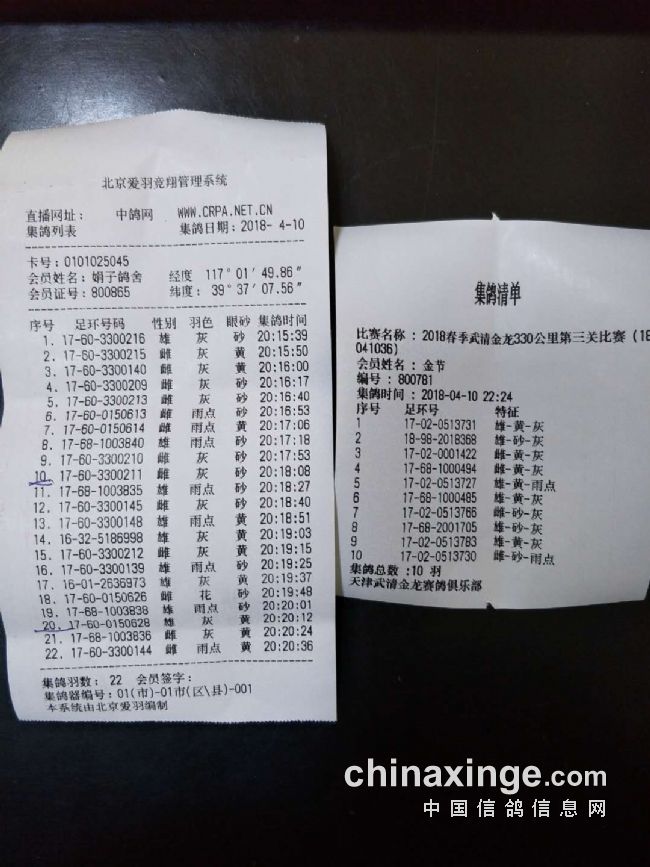 北京爱羽竞翔管理系统
直播网址： 中鸽网 WWW.CRPA.NET.CN
集鸽列表 集鸽日期：2018- 4-10
卡号：0101025045
会员姓名：娟子鸽舍 经度 117°01′49.86″
会员证号：800865 纬度：39°37′07.56″
序号 足环号码 性别 羽色 眼砂 集鸽时间
1. 17-60-3300216 雄 灰 砂 20:15:39
2. 17-60-3300215 雌 灰 黄 20:15:50
3. 17-60-3300140 雌 灰 黄 20:16:00
4. 17-60-3300209 雌 灰 砂 20:16:17
5. 17-60-3300213 雌 灰 砂 20:16:40
6. 17-60-0150613 雌 雨点 砂 20:16:53
7. 17-60-0150614 雌 雨点 黄 20:17:06
8. 17-68-1003840 雄 雨点 砂 20:17:18
9. 17-60-3300210 雌 灰 砂 20:17:53
10. 17-60-3300211 雌 灰 砂 20:18:08
11. 17-68-1003835 雄 雨点 砂 20:18:27
12. 17-60-3300145 雌 灰 砂 20:18:40
13. 17-60-3300148 雄 雨点 黄 20:18:51
14. 16-32-5186998 雄 灰 黄 20:19:03
15. 17-60-3300212 雌 灰 黄 20:19:15
16. 17-60-3300139 雄 雨点 砂 20:19:25
17. 16-01-2636973 雄 灰 黄 20:19:37
18. 17-60-0150626 雌 花 砂 20:19:48
19. 17-68-1003838 雄 雨点 砂 20:20:01
20. 17-60-0150628 雄 灰 黄 20:20:12
21. 17-68-1003836 雌 灰 黄 20:20:24
22. 17-60-3300144 雌 雨点 黄 20:20:36
集鸽羽数： 22 会员签字：
集鸽器编号：01(市)-01市(区\县)-001
本系统由北京爱羽编制
集鸽清单
比赛名称：2018春季武清金龙330公里第三关比赛（18
041036）
会员姓名：金节
编号：800781
集鸽时间：2018-04-10 22:24
序号 足环号 特征
1 17-02-0513731 雄-黄-灰
2 18-98-2018368 雄-砂-灰
3 17-02-0001422 雌-黄-灰
4 17-68-1000494 雌-黄-灰
5 17-02-0513727 雄-黄-雨点
6 17-68-1000485 雄-黄-灰
7 17-02-0513766 雌-黄-灰
8 17-68-2001705 雄-砂-灰
9 17-02-0513783 雄-黄-灰
10 17-02-0513730 雌-砂-雨点
集鸽总数：10 羽
天津武清金龙赛鸽俱乐部
chinaxinge.com
中国信鸽信息网